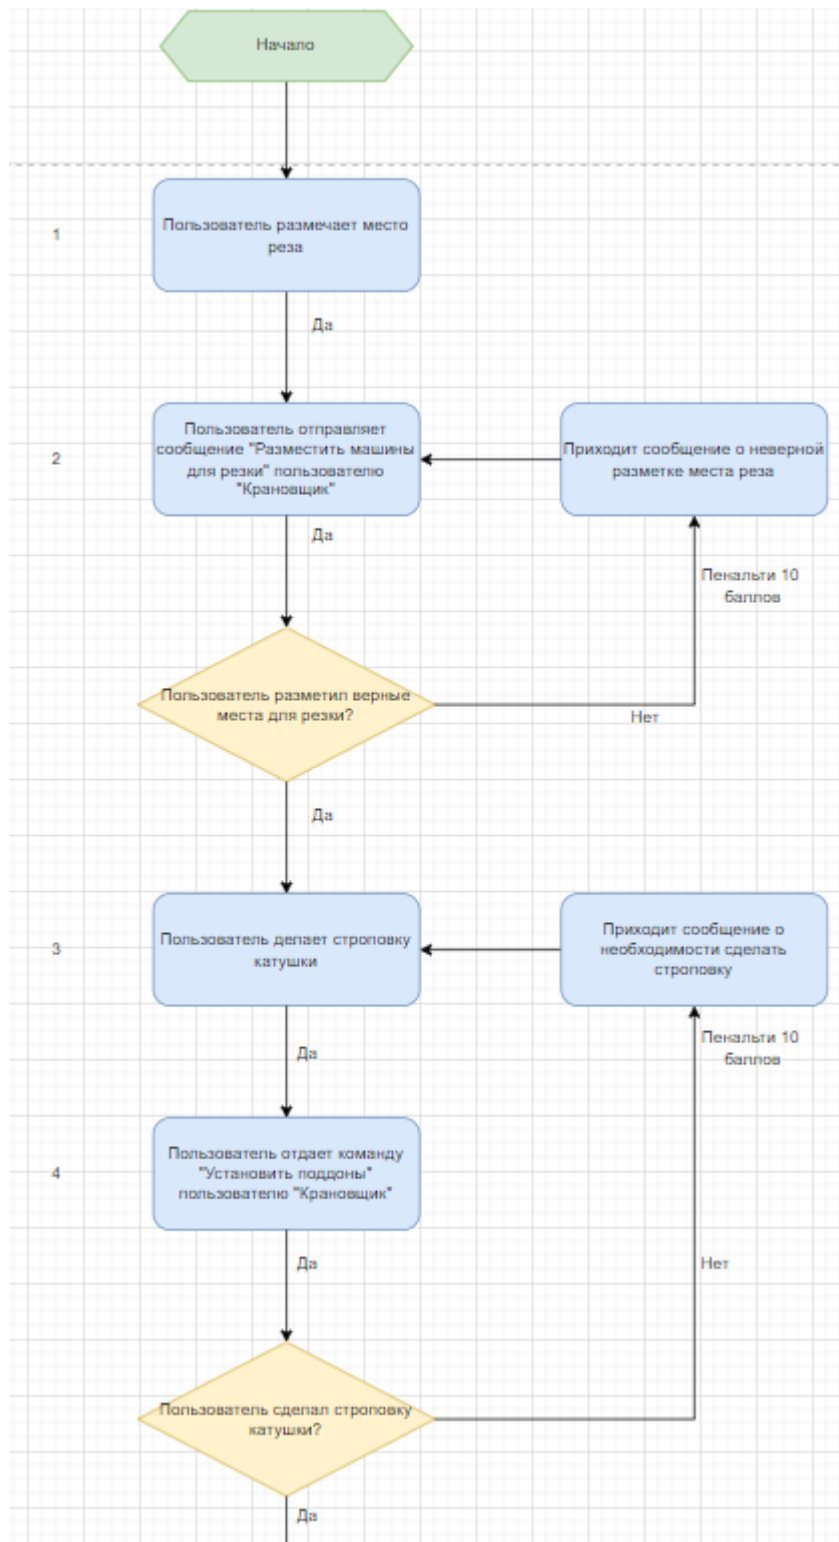 Начало
1
Пользователь размечает место
реза
Да
2
Пользователь отправляет
сообщение "Разместить машины
для резки" пользователю
"Крановщик"
Приходит сообщение о неверной
разметке места реза
Да
Пенальти 10
баллов
Пользователь разметил верные
места для резки?
Нет
Да
3
Пользователь делает строповку
катушки
Приходит сообщение о
необходимости сделать
строповку
Пенальти 10
баллов
Да
4
Пользователь отдает команду
"Установить поддоны"
пользователю "Крановщик"
Да
Нет
Пользователь сделал строповку
катушки?
Да